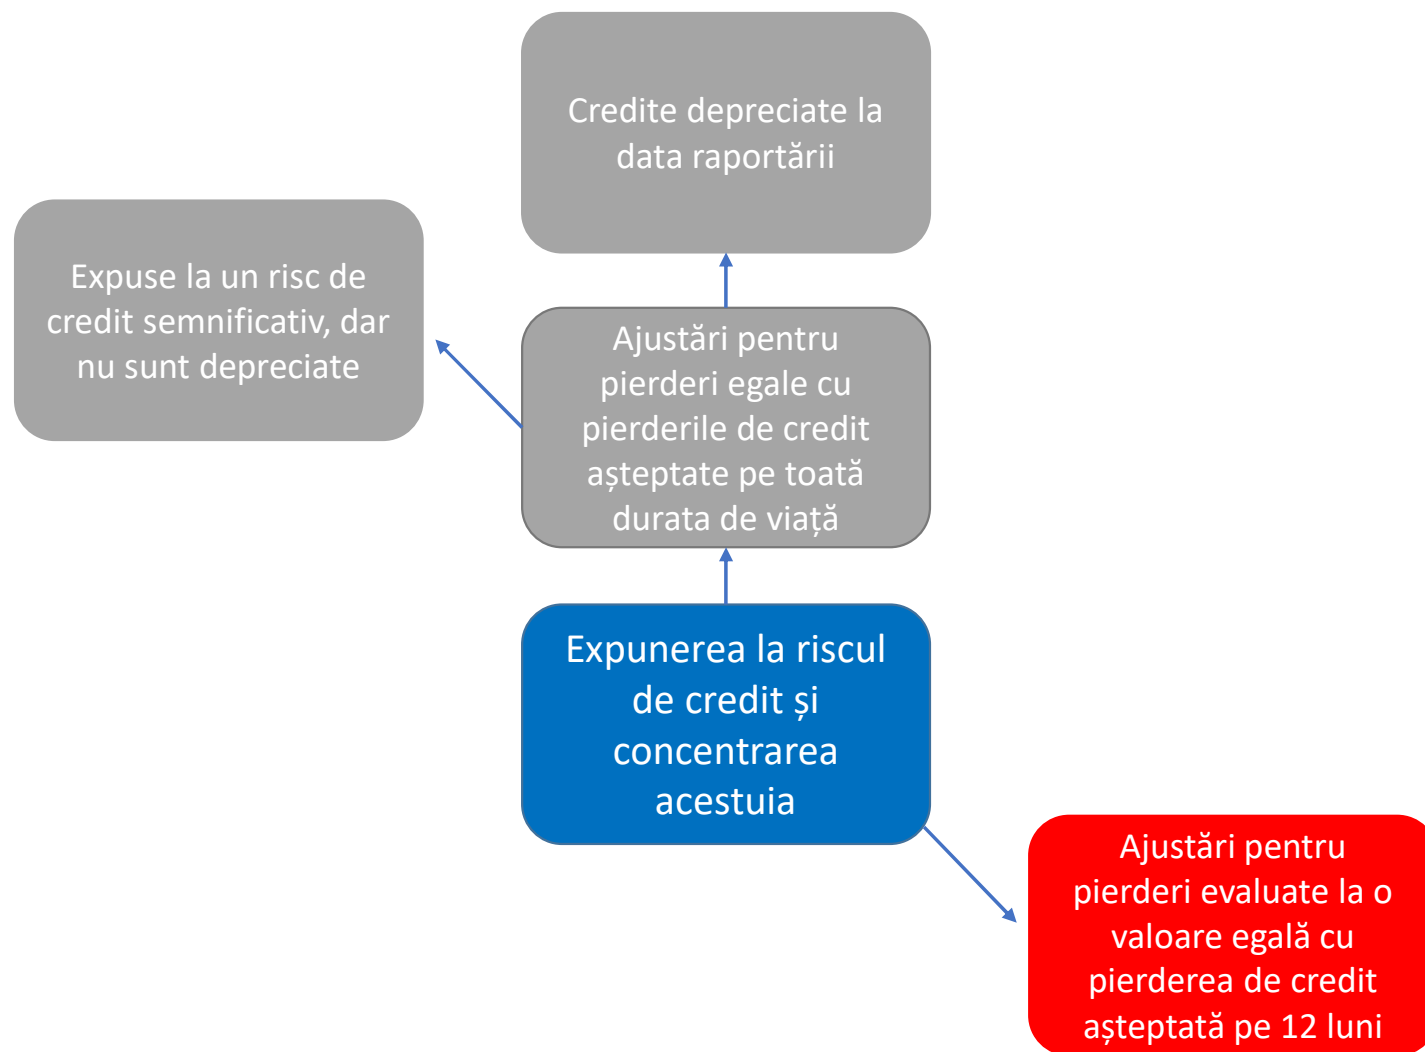 Credite depreciate la
data raportării
Expuse la un risc de
credit semnificativ, dar
nu sunt depreciate
Ajustări pentru
pierderi egale cu
pierderile de credit
așteptate pe toată
durata de viață
Expunerea la riscul
de credit și
concentrarea
acestuia
Ajustări pentru
pierderi evaluate la o
valoare egală cu
pierderea de credit
așteptată pe 12 luni